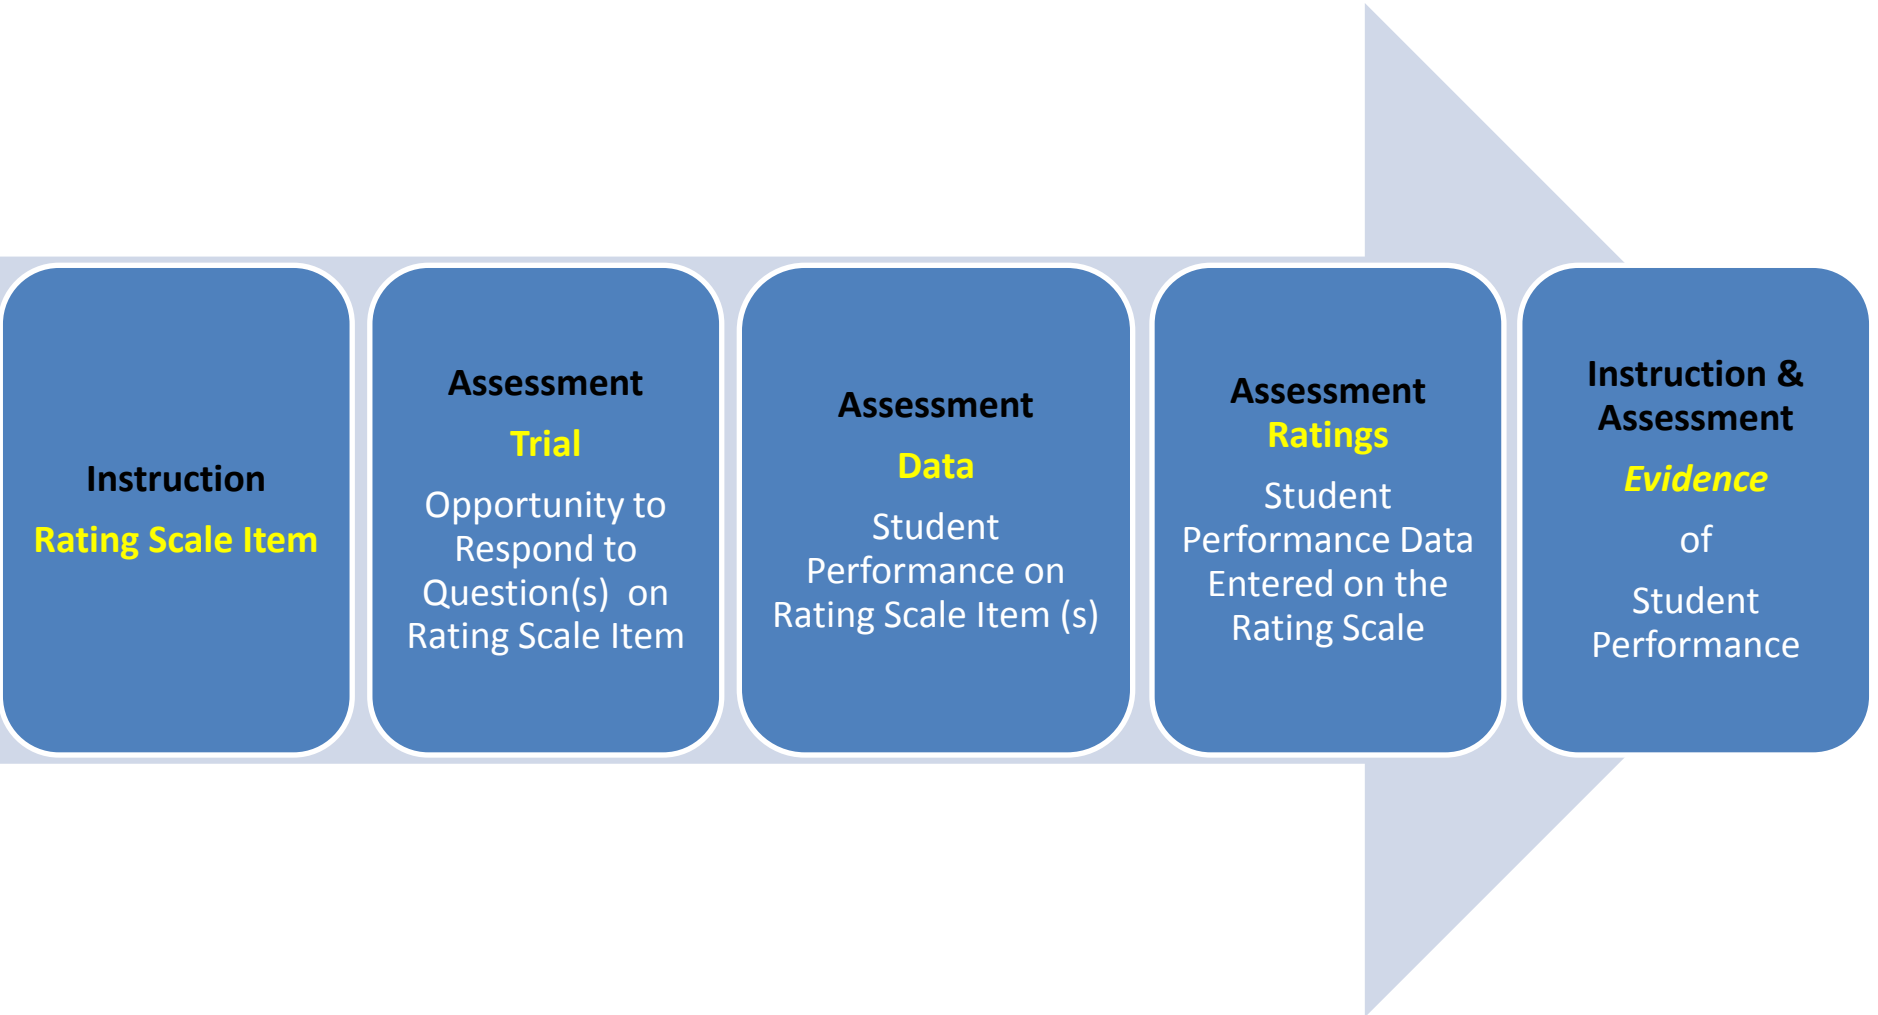 Instruction
Rating Scale Item
Assessment
Trial
Opportunity to
Respond to
Question(s)  on
Rating Scale Item
Assessment
Data
Student
Performance on
Rating Scale Item (s)
Assessment
Ratings
Student
Performance Data
Entered on the
Rating Scale
Instruction &
Assessment
Evidence
of
Student
Performance